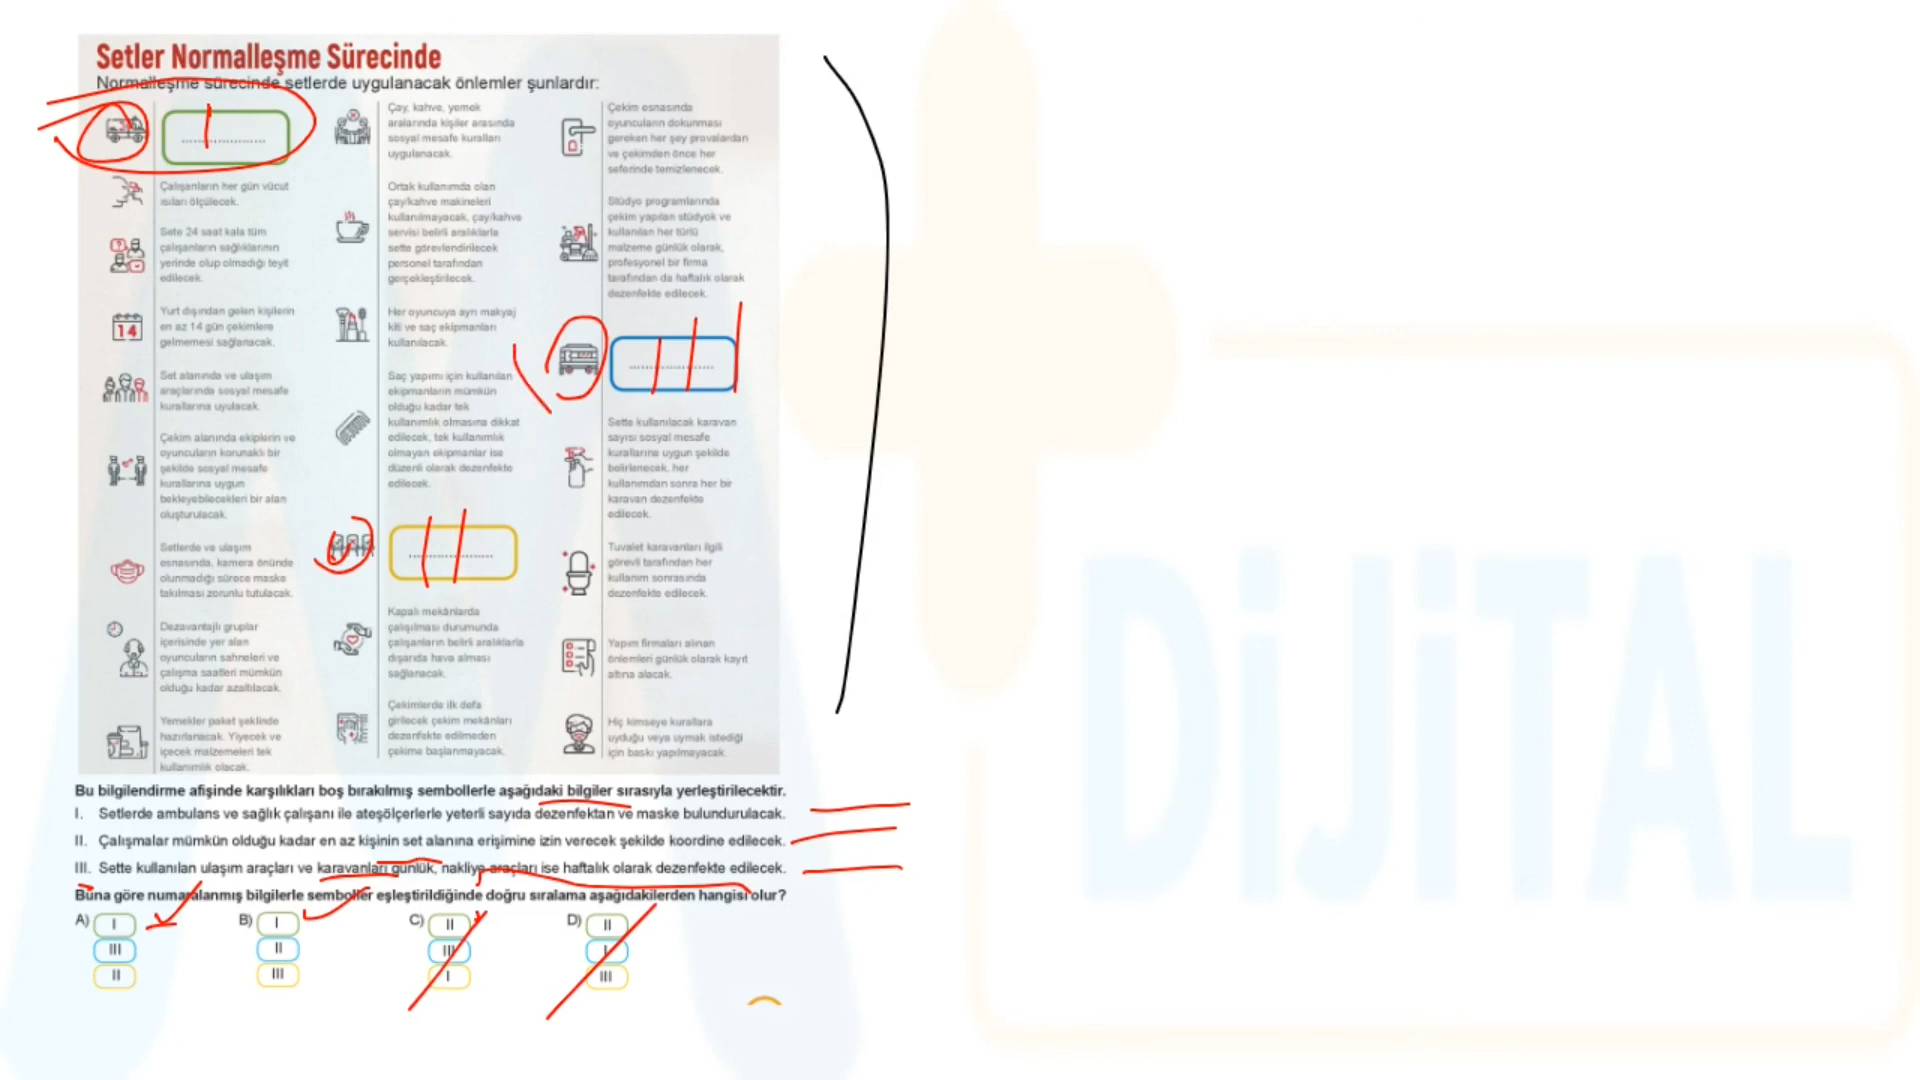 Setler Normalleşme Sürecinde
Normalleşme sürecinde setlerde uygulanacak önlemler şunlardır:
Çalışanların her gün vücut
ısıları ölçülecek.
Sete 24 saat kala tüm
çalışanların sağlıklarının
yerinde olup olmadığı teyit
edilecek.
14
Yurt dışından gelen kişilerin
en az 14 gün çekimlere
gelmemesi sağlanacak.
Set alanında ve ulaşım
araçlarında sosyal mesafe
kurallarına uyulacak.
Çekim alanında ekiplerin ve
oyuncuların korunaklı bir
şekilde sosyal mesafe
kurallarına uygun
bekleyebilecekleri bir alan
oluşturulacak.
Setlerde ve ulaşım
esnasında, kamera önünde
olunmadığı sürece maske
takılması zorunlu tutulacak.
Dezavantajlı gruplar
içerisinde yer alan
oyuncuların sahneleri ve
çalışma saatleri mümkün
olduğu kadar azaltılacak.
Yemekler paket şeklinde
hazırlanacak. Yiyecek ve
içecek malzemeleri tek
kullanımlık olacak.
Çay, kahve, yemek
aralarında kişiler arasında
sosyal mesafe kuralları
uygulanacak.
Ortak kullanımda olan
çay/kahve makineleri
kullanılmayacak, çay/kahve
servisi belirli aralıklarla
sette görevlendirilecek
personel tarafından
gerçekleştirilecek.
Her oyuncuya ayrı makyaj
kiti ve saç ekipmanları
kullanılacak.
Saç yapımı için kullanılan
ekipmanların mümkün
olduğu kadar tek
kullanımlık olmasına dikkat
edilecek, tek kullanımlık
olmayan ekipmanlar ise
düzenli olarak dezenfekte
edilecek.
Kapalı mekânlarda
çalışılması durumunda
çalışanların belirli aralıklarla
dışarıda hava alması
sağlanacak.
Çekimlerde ilk defa
girilecek çekim mekânları
dezenfekte edilmeden
çekime başlanmayacak.
Çekim esnasında
oyuncuların dokunması
gereken her şey provalardan
ve çekimden önce her
seferinde temizlenecek.
Stüdyo programlarında
çekim yapılan stüdyok ve
kullanılan her türlü
malzeme günlük olarak,
profesyonel bir firma
tarafından da haftalık olarak
dezenfekte edilecek.
Sette kullanılacak karavan
sayısı sosyal mesafe
kurallarına uygun şekilde
belirlenecek, her
kullanımdan sonra her bir
karavan dezenfekte
edilecek.
Tuvalet karavanları ilgili
görevli tarafından her
kullanım sonrasında
dezenfekte edilecek.
Yapım firmaları alınan
önlemleri günlük olarak kayıt
altına alacak.
Hiç kimseye kurallara
uyduğu veya uymak istediği
için baskı yapılmayacak.
Bu bilgilendirme afişinde karşılıkları boş bırakılmış sembollerle aşağıdaki bilgiler sırasıyla yerleştirilecektir.
I. Setlerde ambulans ve sağlık çalışanı ile ateşölçerlerle yeterli sayıda dezenfektan ve maske bulundurulacak.
II. Çalışmalar mümkün olduğu kadar en az kişinin set alanına erişimine izin verecek şekilde koordine edilecek.
III. Sette kullanılan ulaşım araçları ve karavanları günlük, nakliye araçları ise haftalık olarak dezenfekte edilecek.
Buna göre numaralanmış bilgilerle semboller eşleştirildiğinde doğru sıralama aşağıdakilerden hangisi olur?
A) I B) I C) II D) II
III II III I
II III I III
DİJİTAL